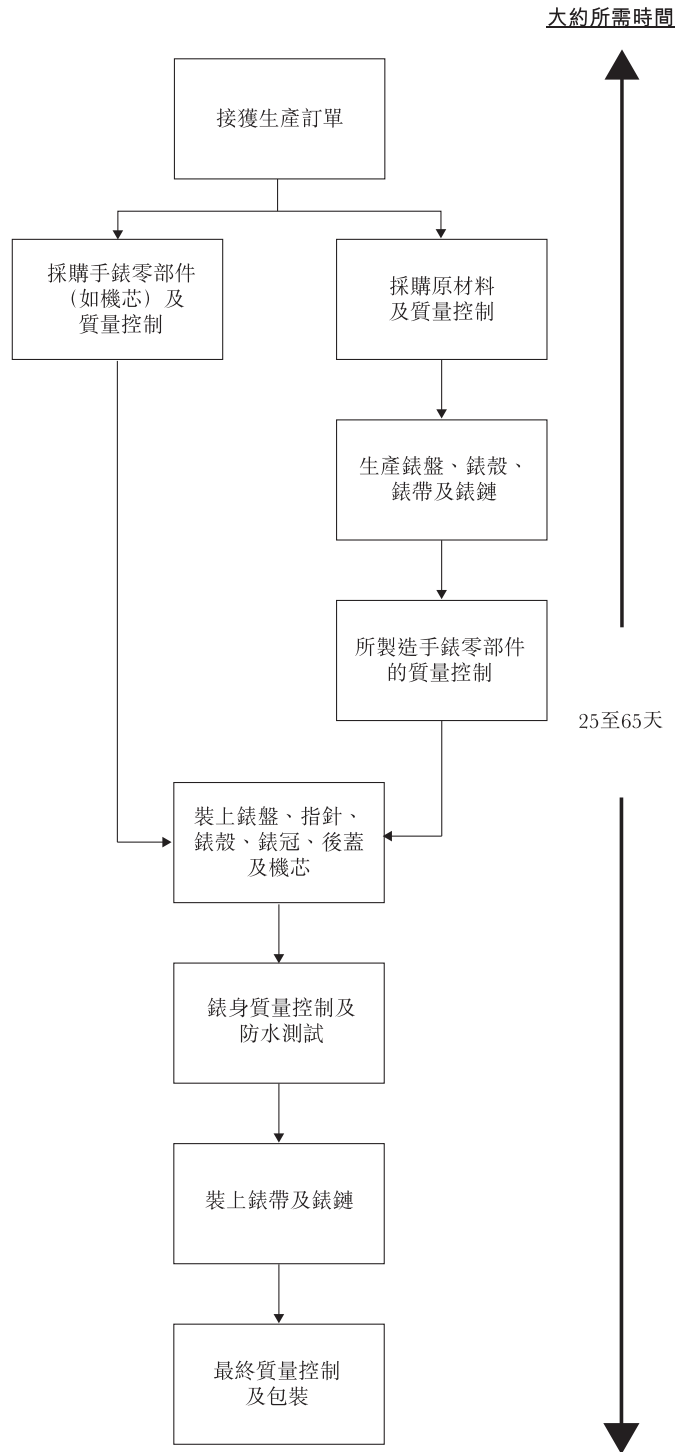 大約所需時間
接獲生產訂單
採購手錶零部件
（如機芯）及
質量控制
採購原材料
及質量控制
生產錶盤、錶殼、
錶帶及錶鏈
所製造手錶零部件
的質量控制
25至65天
裝上錶盤、指針、
錶殼、錶冠、後蓋
及機芯
錶身質量控制及
防水測試
裝上錶帶及錶鏈
最終質量控制
及包裝